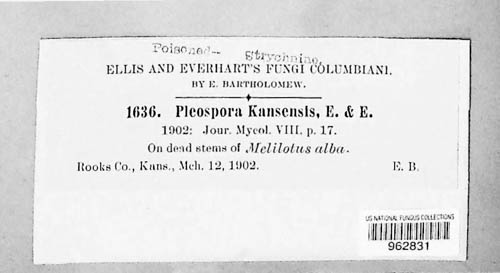 Poisoned— strychnine.
ELLIS AND EVERHART'S FUNGI COLUMBIANI.
BY E. BARTHOLOMEW.
1636. Pleospora Kansensis, E. & E.
1902: Jour. Mycol. VIII. p. 17.
On dead stems of Melilotus alba.
Rooks Co., Kans., Mch. 12, 1902. E. B.
US NATIONAL FUNGUS COLLECTIONS
962831